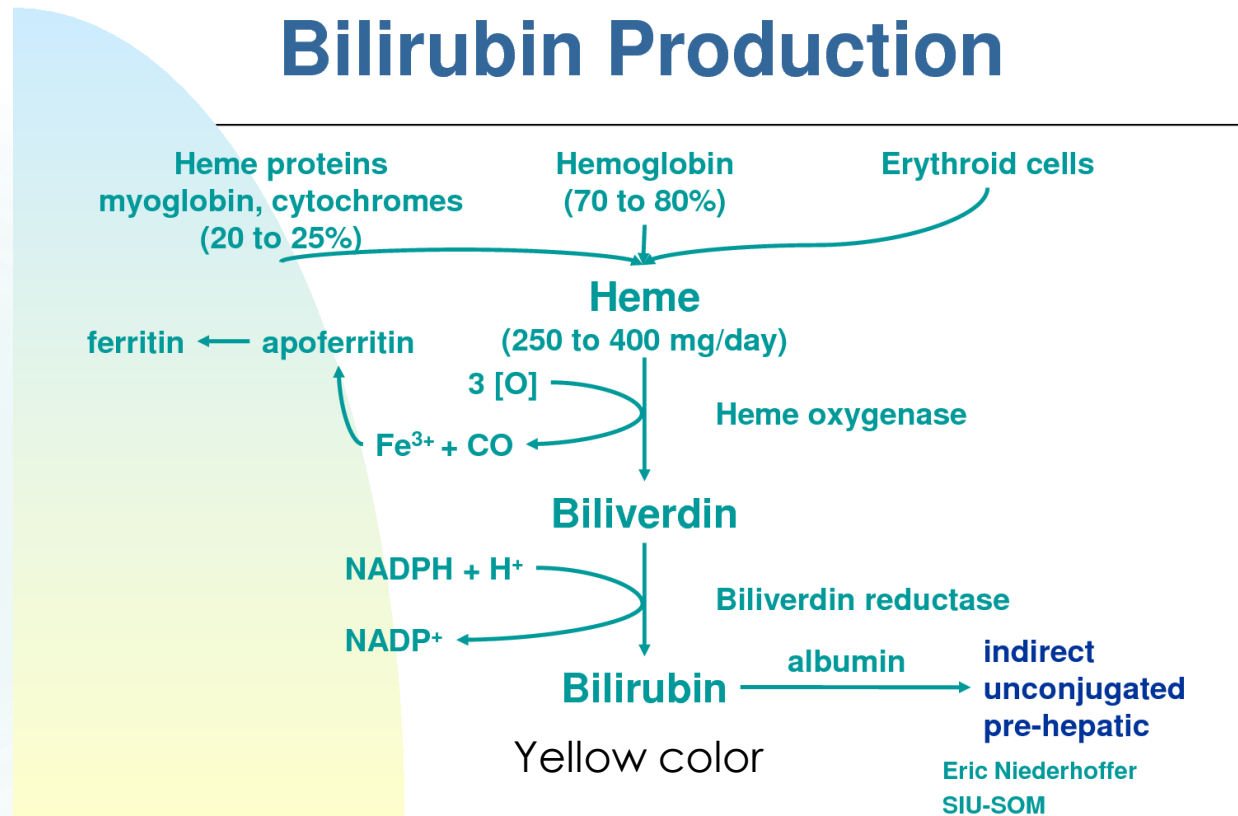 Bilirubin Production
Heme proteins
myoglobin, cytochromes
(20 to 25%)
Hemoglobin
(70 to 80%)
Erythroid cells
Heme
(250 to 400 mg/day)
ferritin
apoferritin
3 [O]
Heme oxygenase
Fe³⁺ + CO
Biliverdin
NADPH + H⁺
Biliverdin reductase
NADP⁺
Bilirubin
albumin
indirect
unconjugated
pre-hepatic
Yellow color
Eric Niederhoffer
SIU-SOM